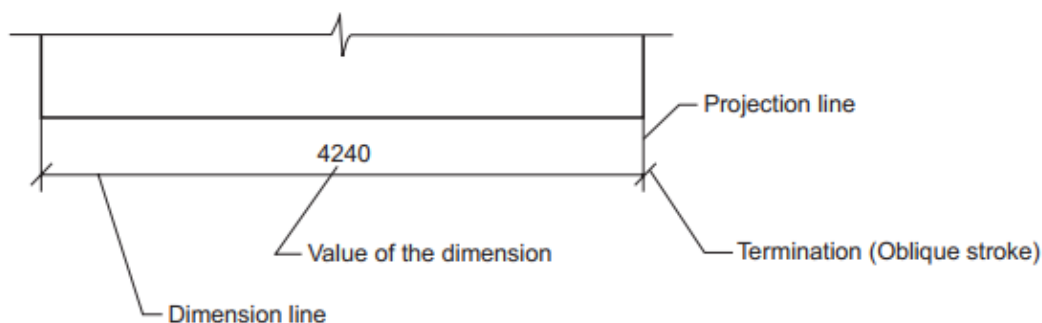 Projection line
4240
Value of the dimension
Termination (Oblique stroke)
Dimension line